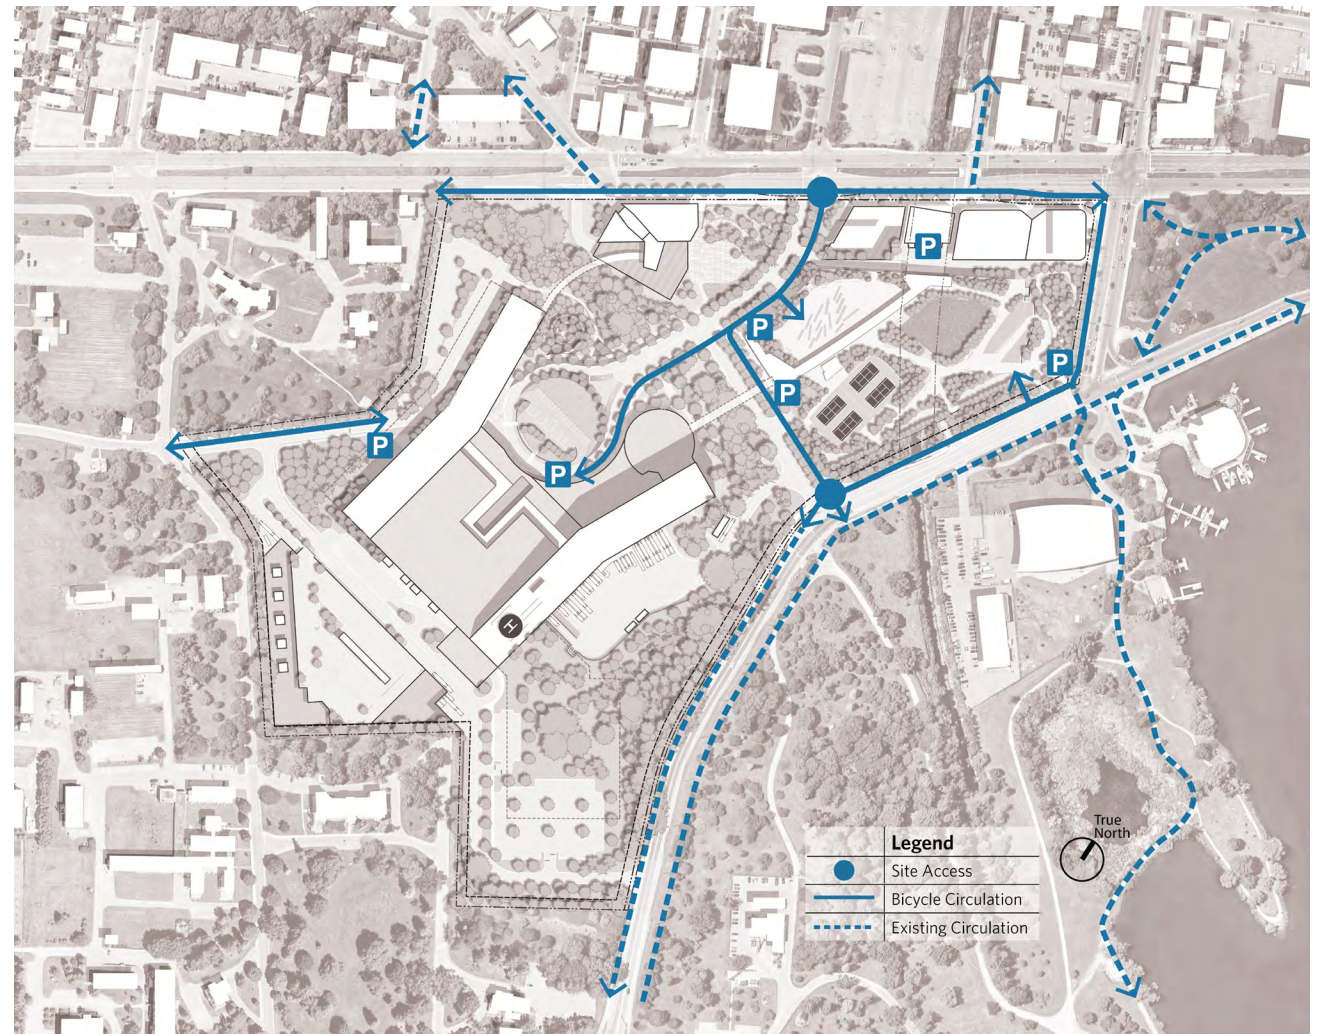 P
P
P
P
P
P
H
True
North
Legend
Site Access
Bicycle Circulation
Existing Circulation